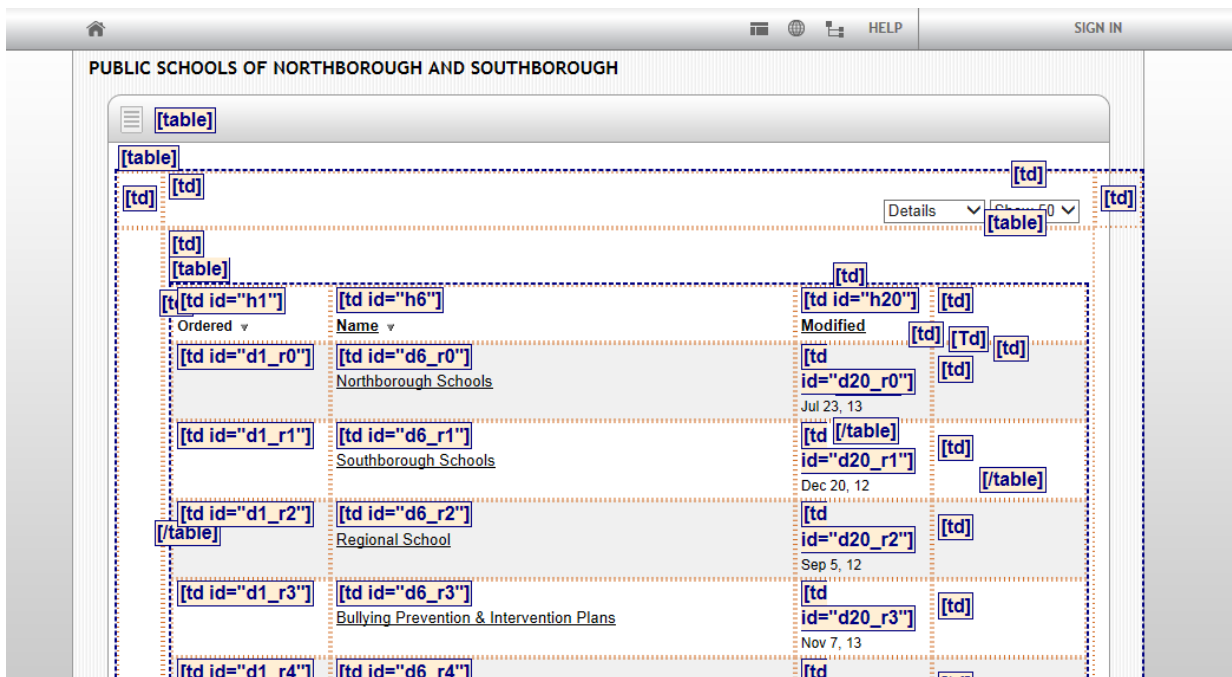 HELP SIGN IN
PUBLIC SCHOOLS OF NORTHBOROUGH AND SOUTHBOROUGH
[table]
[table]
[td] [td] [td] [td]
Details Show 50
[table]
[td]
[table] [td]
[td id="h1"] [td id="h6"] [td id="h20"] [td]
Ordered Name Modified
[td] [Td] [td]
[td id="d1_r0"] [td id="d6_r0"] [td
id="d20_r0"] [td]
Northborough Schools
Jul 23, 13
[td id="d1_r1"] [td id="d6_r1"] [td [/table]
id="d20_r1"] [td]
Southborough Schools
Dec 20, 12
[/table]
[td id="d1_r2"] [td id="d6_r2"] [td
id="d20_r2"] [td]
[/table] Regional School
Sep 5, 12
[td id="d1_r3"] [td id="d6_r3"] [td
id="d20_r3"] [td]
Bullying Prevention & Intervention Plans
Nov 7, 13
[td id="d1_r4"] [td id="d6_r4"] [td